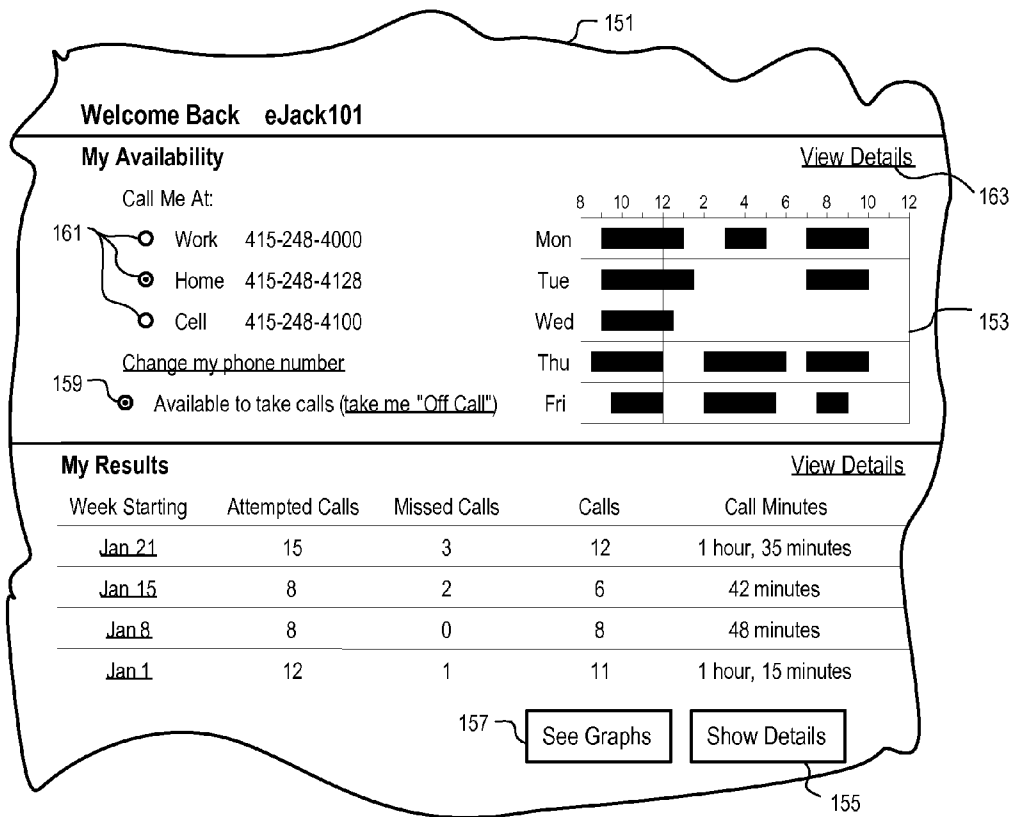 151
Welcome Back eJack101
My Availability
View Details
163
Call Me At:
8 10 12 2 4 6 8 10 12
161
Work 415-248-4000
Mon
Home 415-248-4128
Tue
Cell 415-248-4100
Wed
153
Change my phone number
Thu
159
Available to take calls (take me "Off Call")
Fri
My Results
View Details
Week Starting Attempted Calls Missed Calls Calls Call Minutes
Jan 21 15 3 12 1 hour, 35 minutes
Jan 15 8 2 6 42 minutes
Jan 8 8 0 8 48 minutes
Jan 1 12 1 11 1 hour, 15 minutes
157
See Graphs
Show Details
155